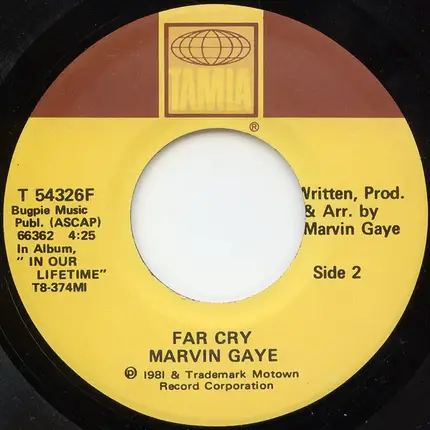 TAMLA
®
T 54326F
Bugpie Music
Publ. (ASCAP)
66362 4:25
In Album,
"IN OUR
LIFETIME"
T8-374MI
Written, Prod.
& Arr. by
Marvin Gaye
Side 2
FAR CRY
MARVIN GAYE
℗ 1981 & Trademark Motown
Record Corporation